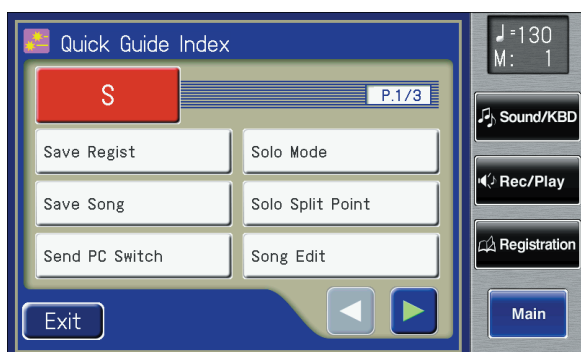 Quick Guide Index
♩=130
M: 1
S
P.1/3
Sound/KBD
Save Regist
Solo Mode
Rec/Play
Save Song
Solo Split Point
Send PC Switch
Song Edit
Registration
Exit
Main